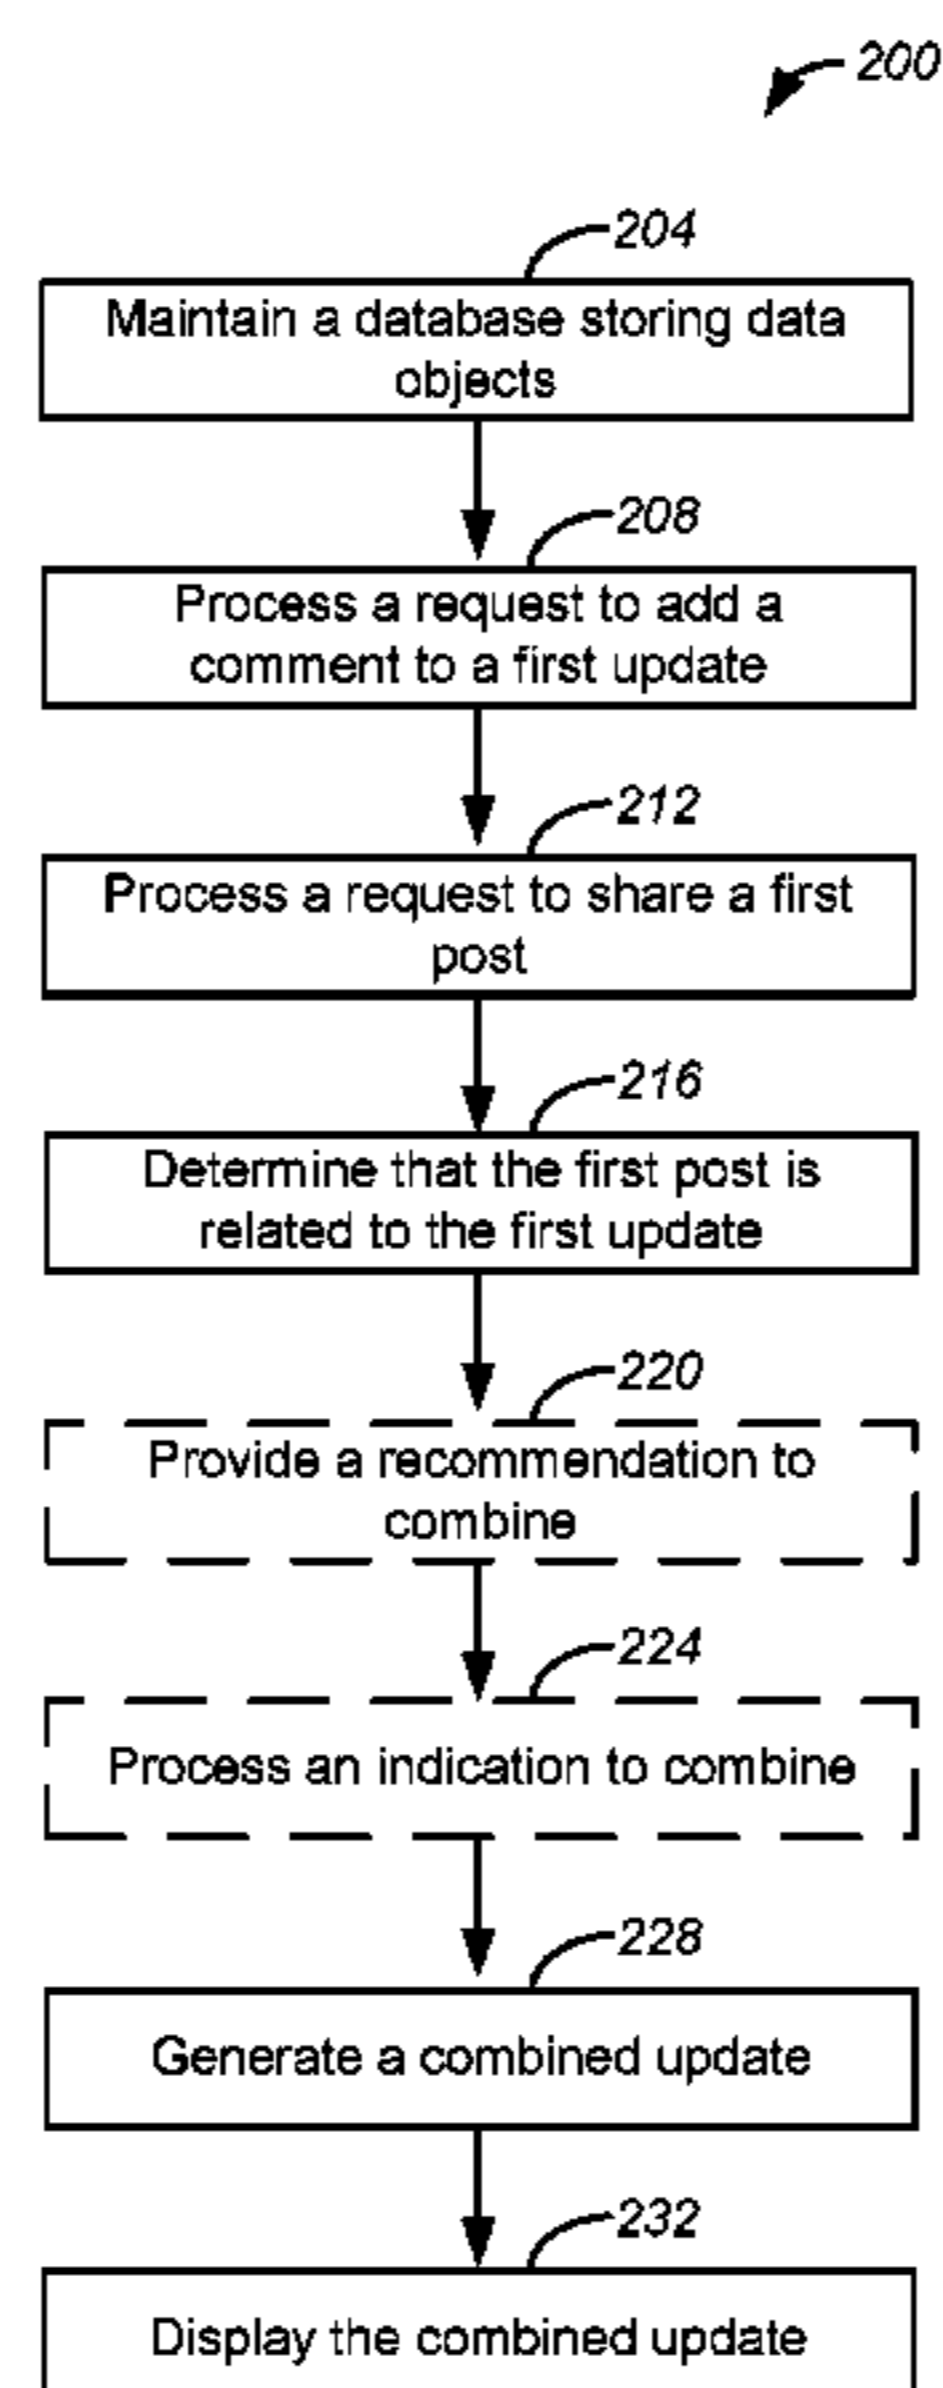 200
204
Maintain a database storing data
objects
208
Process a request to add a
comment to a first update
212
Process a request to share a first
post
216
Determine that the first post is
related to the first update
220
Provide a recommendation to
combine
224
Process an indication to combine
228
Generate a combined update
232
Display the combined update